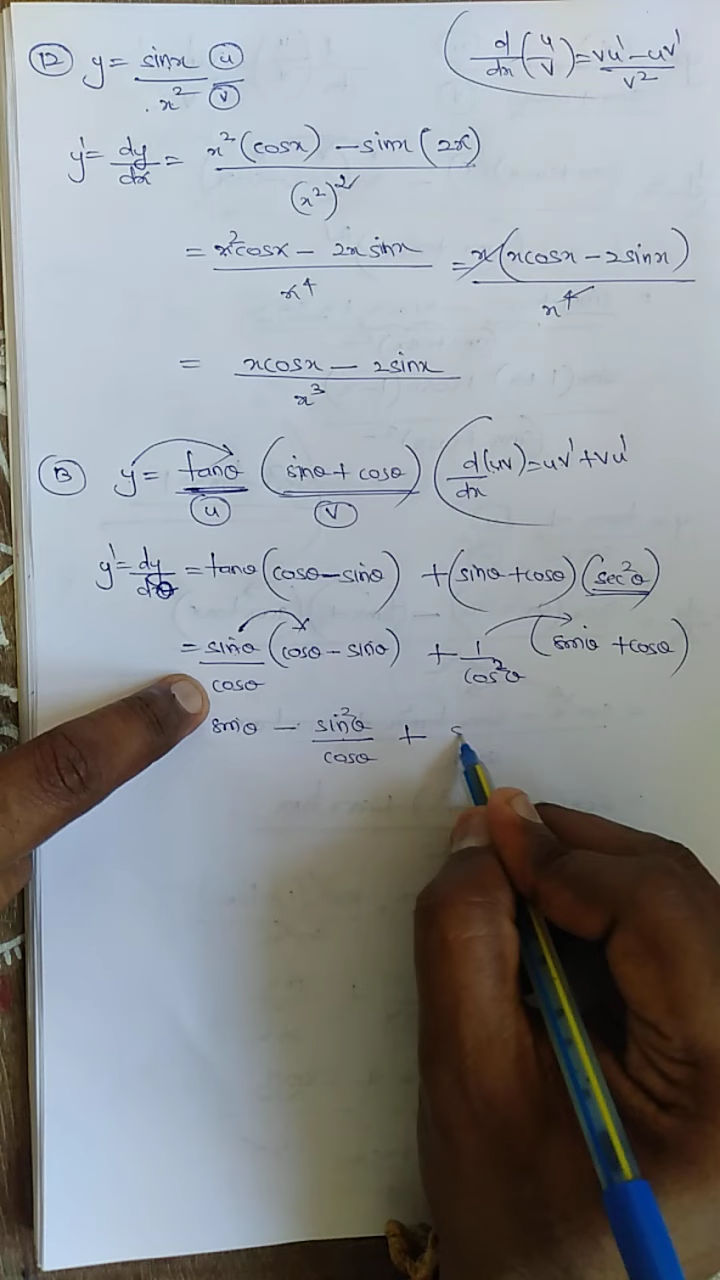 12 y = sinx (u) / x² (v) ( d/dx (u/v) = vu' - uv' / v²
y' = dy/dx = x² (cosx) - sinx (2x) / (x²)²
= x²cosx - 2x sinx / x⁴ = x(xcosx - 2sinx) / x⁴
= xcosx - 2sinx / x³
13 y = tanθ (sinθ + cosθ) ( d(uv)/dx = uv' + vu'
(u) (v)
y' = dy/dθ = tanθ (cosθ - sinθ) + (sinθ + cosθ) (sec²θ)
= sinθ/cosθ (cosθ - sinθ) + 1/cos²θ (sinθ + cosθ)
sinθ - sin²θ/cosθ + s